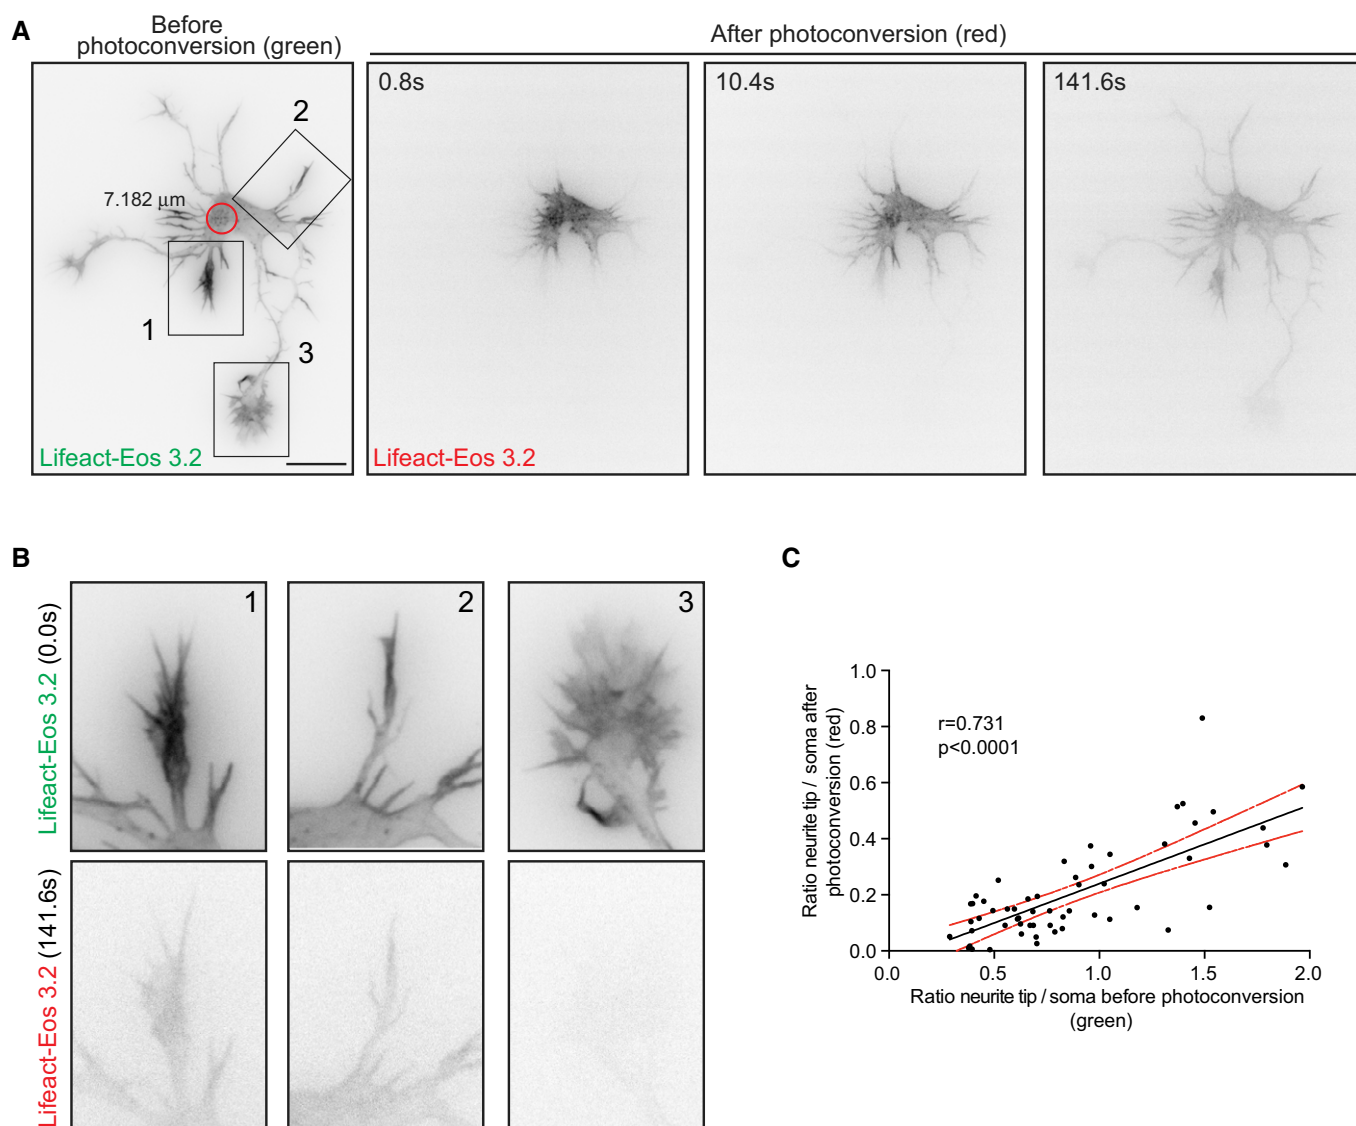 A
Before
photoconversion (green)
After photoconversion (red)
0.8s
10.4s
141.6s
2
7.182 μm
1
3
Lifeact-Eos 3.2
Lifeact-Eos 3.2
B
C
Lifeact-Eos 3.2 (0.0s)
1
2
3
Lifeact-Eos 3.2 (141.6s)
Ratio neurite tip / soma after
photoconversion (red)
1.0
0.8
0.6
0.4
0.2
0.0
r=0.731
p<0.0001
0.0 0.5 1.0 1.5 2.0
Ratio neurite tip / soma before photoconversion
(green)